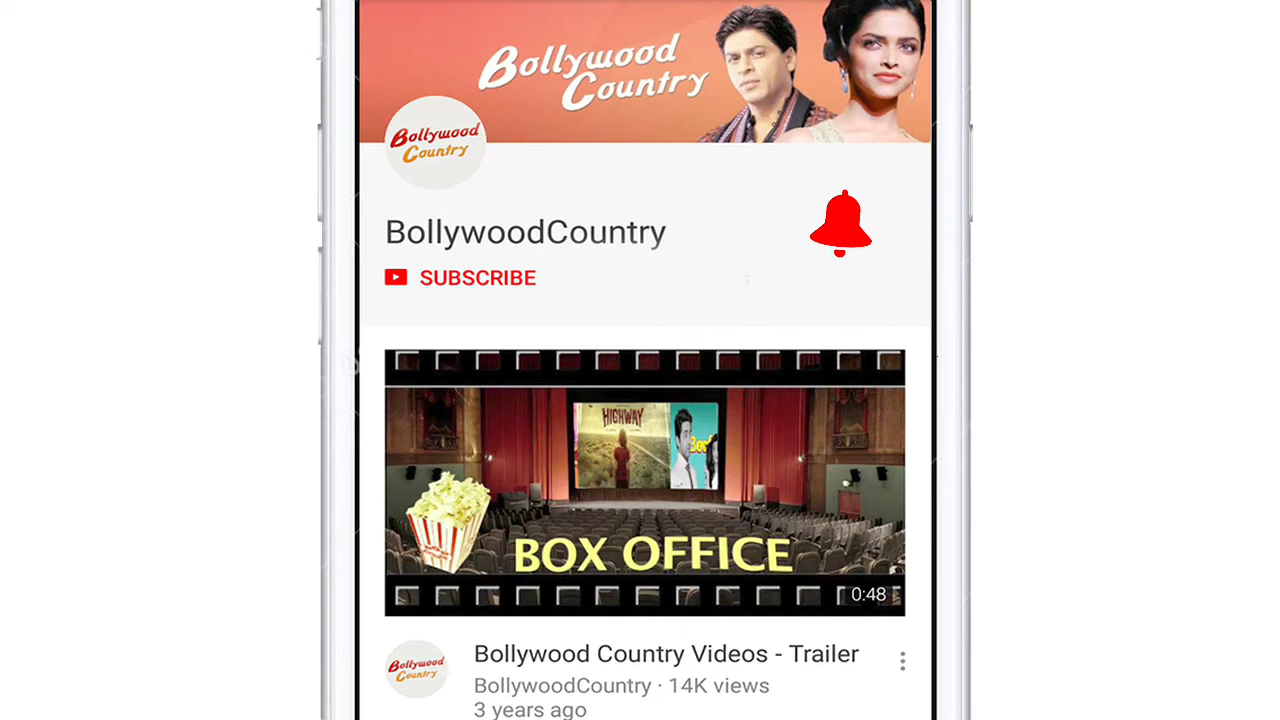 Bollywood
Country
Bollywood
Country
BollywoodCountry
SUBSCRIBE
HIGHWAY
BOX OFFICE
0:48
Bollywood Country Videos - Trailer
Bollywood
Country
BollywoodCountry · 14K views
3 years ago